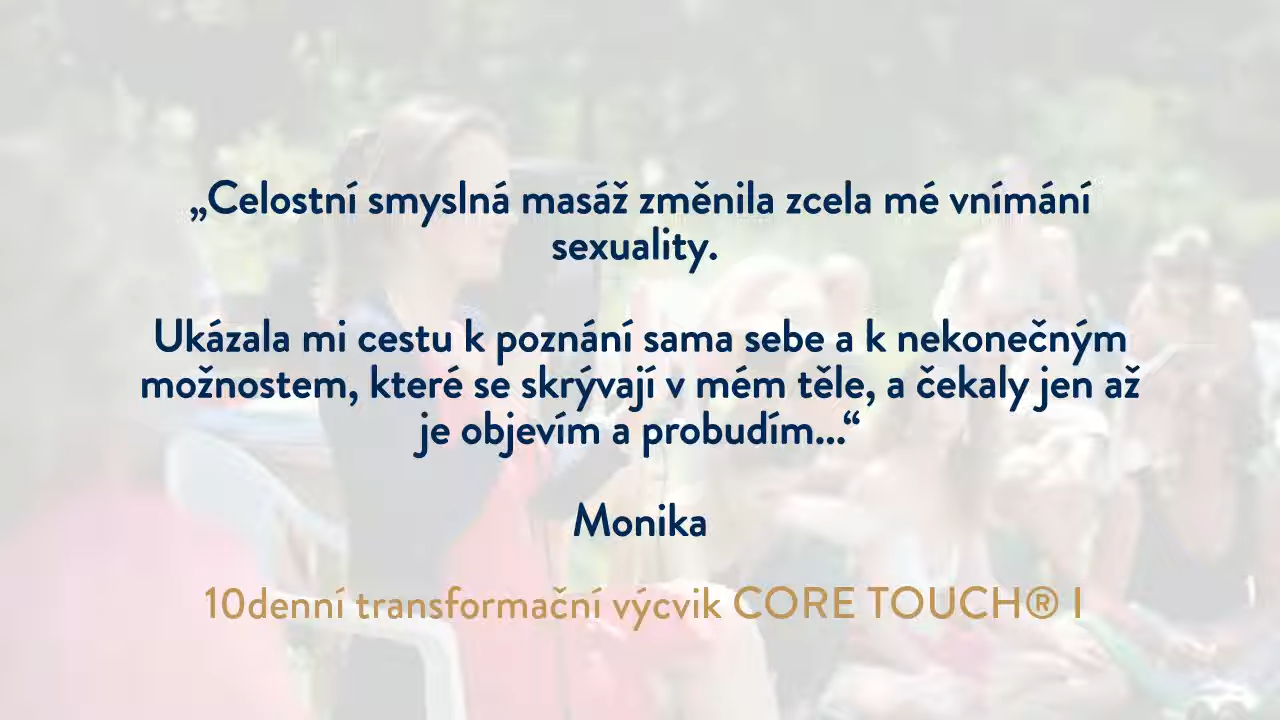 „Celostní smyslná masáž změnila zcela mé vnímání
sexuality.
Ukázala mi cestu k poznání sama sebe a k nekonečným
možnostem, které se skrývají v mém těle, a čekaly jen až
je objevím a probudím...“
Monika
10denní transformační výcvik CORE TOUCH® I